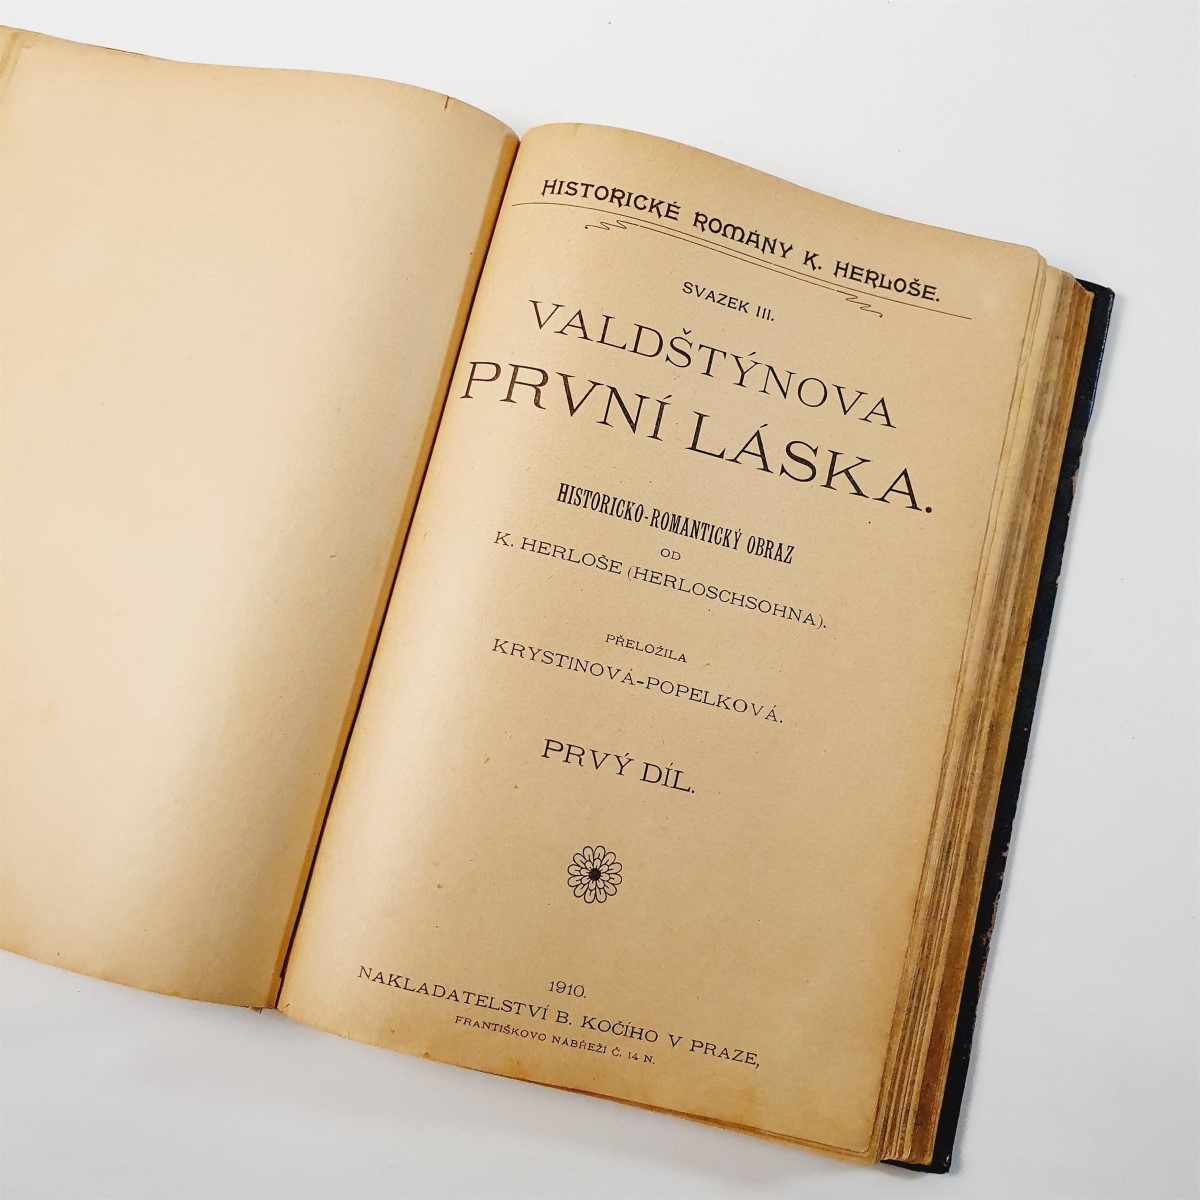 HISTORICKÉ ROMÁNY K. HERLOŠE.
SVAZEK III.
VALDŠTÝNOVA
PRVNÍ LÁSKA.
HISTORICKO-ROMANTICKÝ OBRAZ
OD
K. HERLOŠE (HERLOSCHSOHNA).
PŘELOŽILA
KRYSTINOVÁ-POPELKOVÁ.
PRVÝ DÍL.
1910.
NAKLADATELSTVÍ B. KOČÍHO V PRAZE,
FRANTIŠKOVO NÁBŘEŽÍ Č. 14 N.